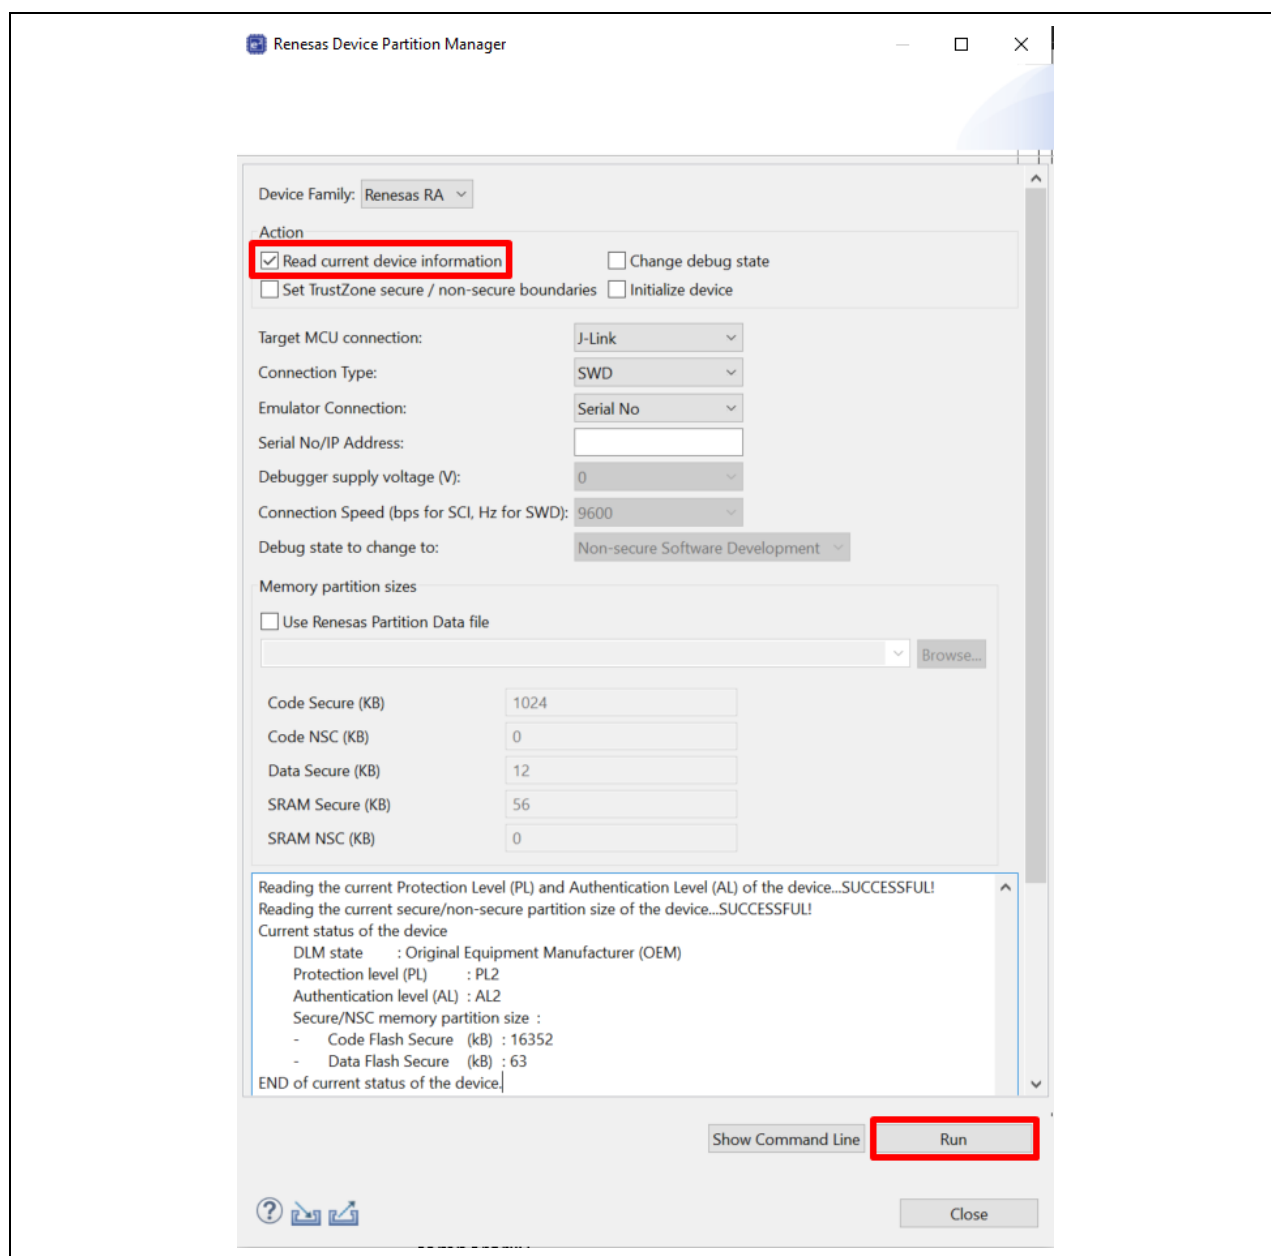 Renesas Device Partition Manager
Device Family: Renesas RA
Action
Read current device information Change debug state
Set TrustZone secure / non-secure boundaries Initialize device
Target MCU connection: J-Link
Connection Type: SWD
Emulator Connection: Serial No
Serial No/IP Address:
Debugger supply voltage (V): 0
Connection Speed (bps for SCI, Hz for SWD): 9600
Debug state to change to: Non-secure Software Development
Memory partition sizes
Use Renesas Partition Data file
Browse...
Code Secure (KB) 1024
Code NSC (KB) 0
Data Secure (KB) 12
SRAM Secure (KB) 56
SRAM NSC (KB) 0
Reading the current Protection Level (PL) and Authentication Level (AL) of the device...SUCCESSFUL!
Reading the current secure/non-secure partition size of the device...SUCCESSFUL!
Current status of the device
DLM state : Original Equipment Manufacturer (OEM)
Protection level (PL) : PL2
Authentication level (AL) : AL2
Secure/NSC memory partition size :
- Code Flash Secure (kB) : 16352
- Data Flash Secure (kB) : 63
END of current status of the device.
Show Command Line Run
Close